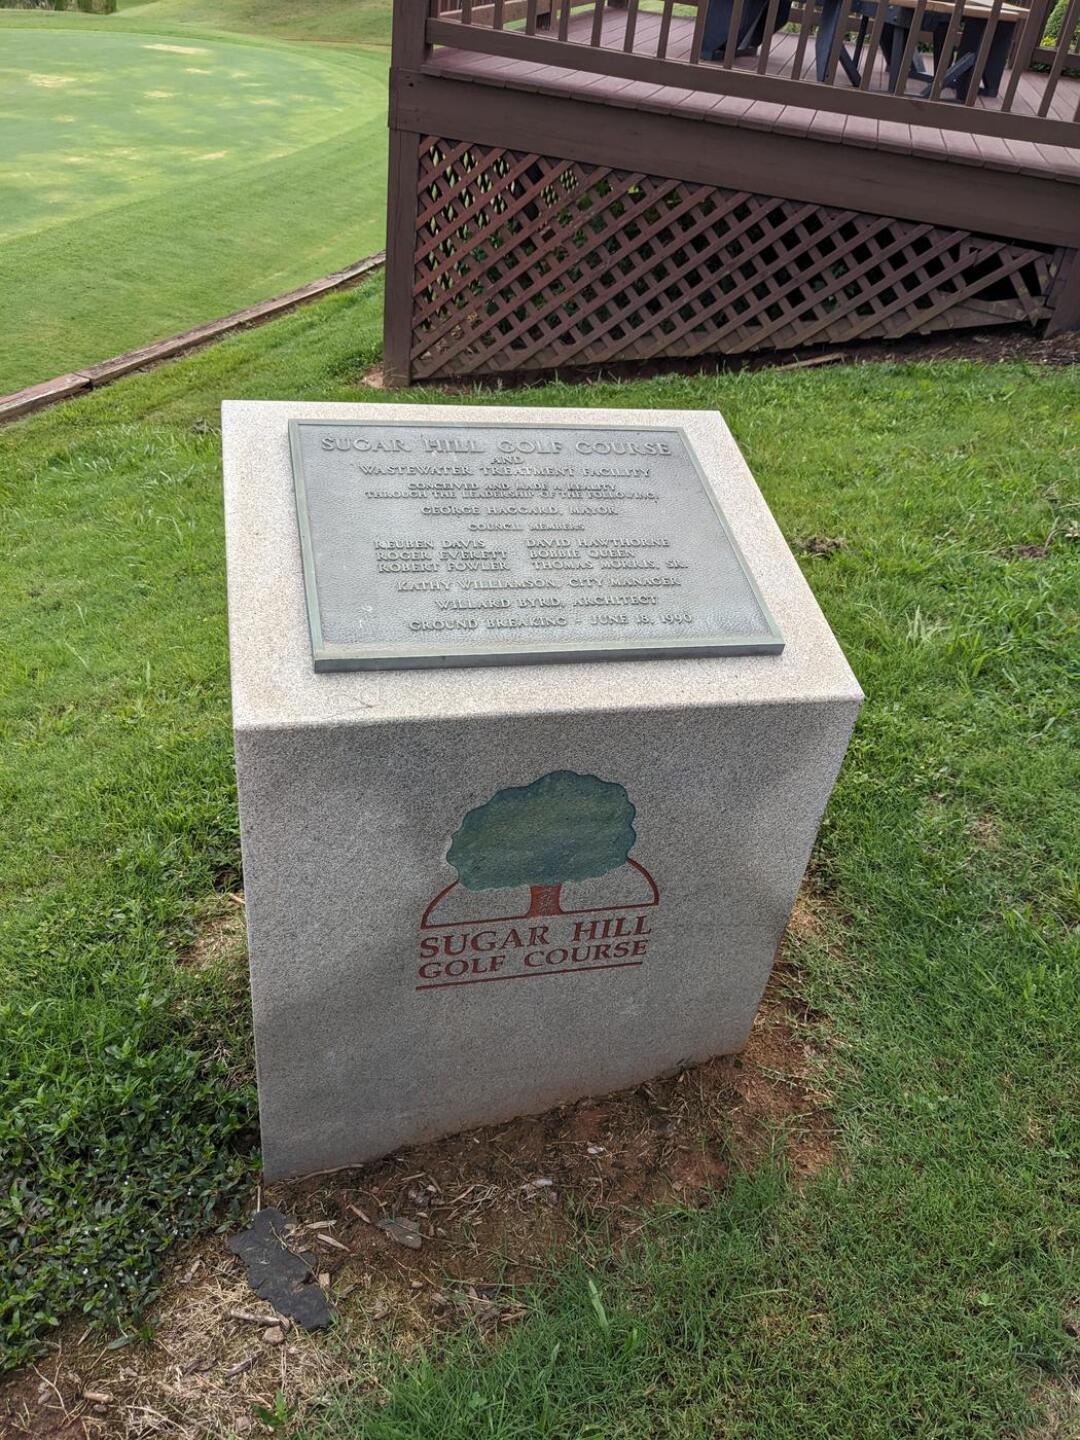 SUGAR HILL GOLF COURSE
AND
WASTEWATER TREATMENT FACILITY
CONCEIVED AND MADE A REALITY
THROUGH THE LEADERSHIP OF THE FOLLOWING,
GEORGE HAGGARD, MAYOR
COUNCIL MEMBERS
REUBEN DAVIS DAVID HAWTHORNE
ROGER EVERETT BOBBIE QUEEN
ROBERT FOWLER THOMAS MORRIS, SR.
KATHY WILLIAMSON, CITY MANAGER
WILLARD BYRD, ARCHITECT
GROUND BREAKING - JUNE 18, 1990
SUGAR HILL
GOLF COURSE